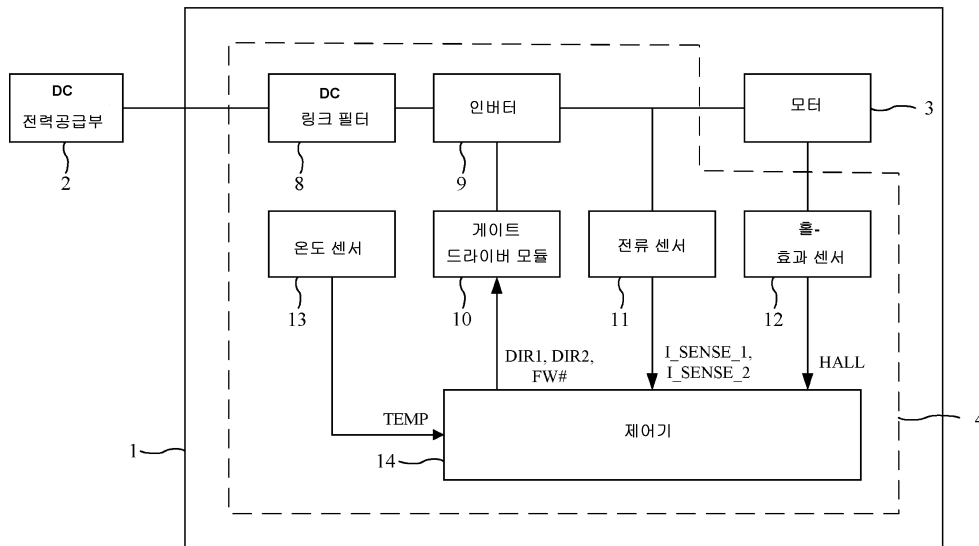 DC
전력공급부
2
DC
링크 필터
8
인버터
9
모터
3
온도 센서
13
게이트
드라이버 모듈
10
전류 센서
11
홀-
효과 센서
12
DIR1, DIR2,
FW#
I_SENSE_1,
I_SENSE_2
HALL
TEMP
제어기
14
1
4